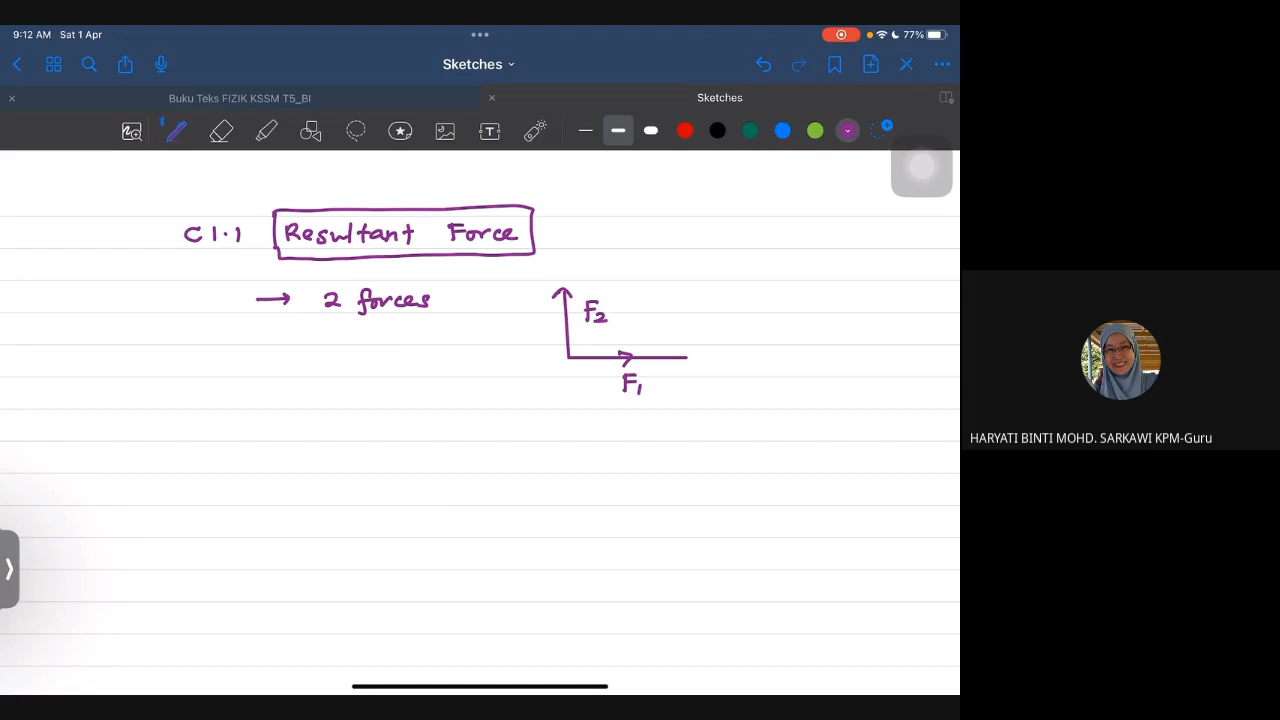 9:12 AM Sat 1 Apr
77%
Sketches
Buku Teks FIZIK KSSM T5_BI
Sketches
C1.1 Resultant Force
→ 2 forces
F2
F1
HARYATI BINTI MOHD. SARKAWI KPM-Guru